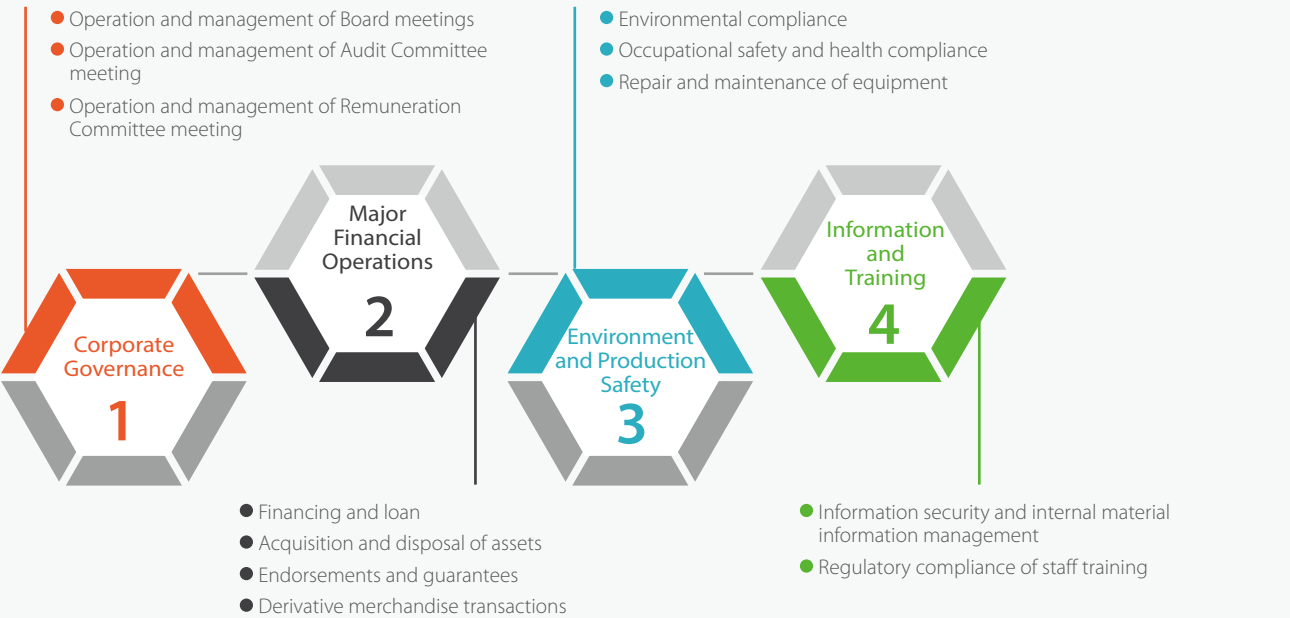 Operation and management of Board meetings
Operation and management of Audit Committee
meeting
Operation and management of Remuneration
Committee meeting
Environmental compliance
Occupational safety and health compliance
Repair and maintenance of equipment
Corporate
Governance
1
Major
Financial
Operations
2
Environment
and Production
Safety
3
Information
and
Training
4
Financing and loan
Acquisition and disposal of assets
Endorsements and guarantees
Derivative merchandise transactions
Information security and internal material
information management
Regulatory compliance of staff training